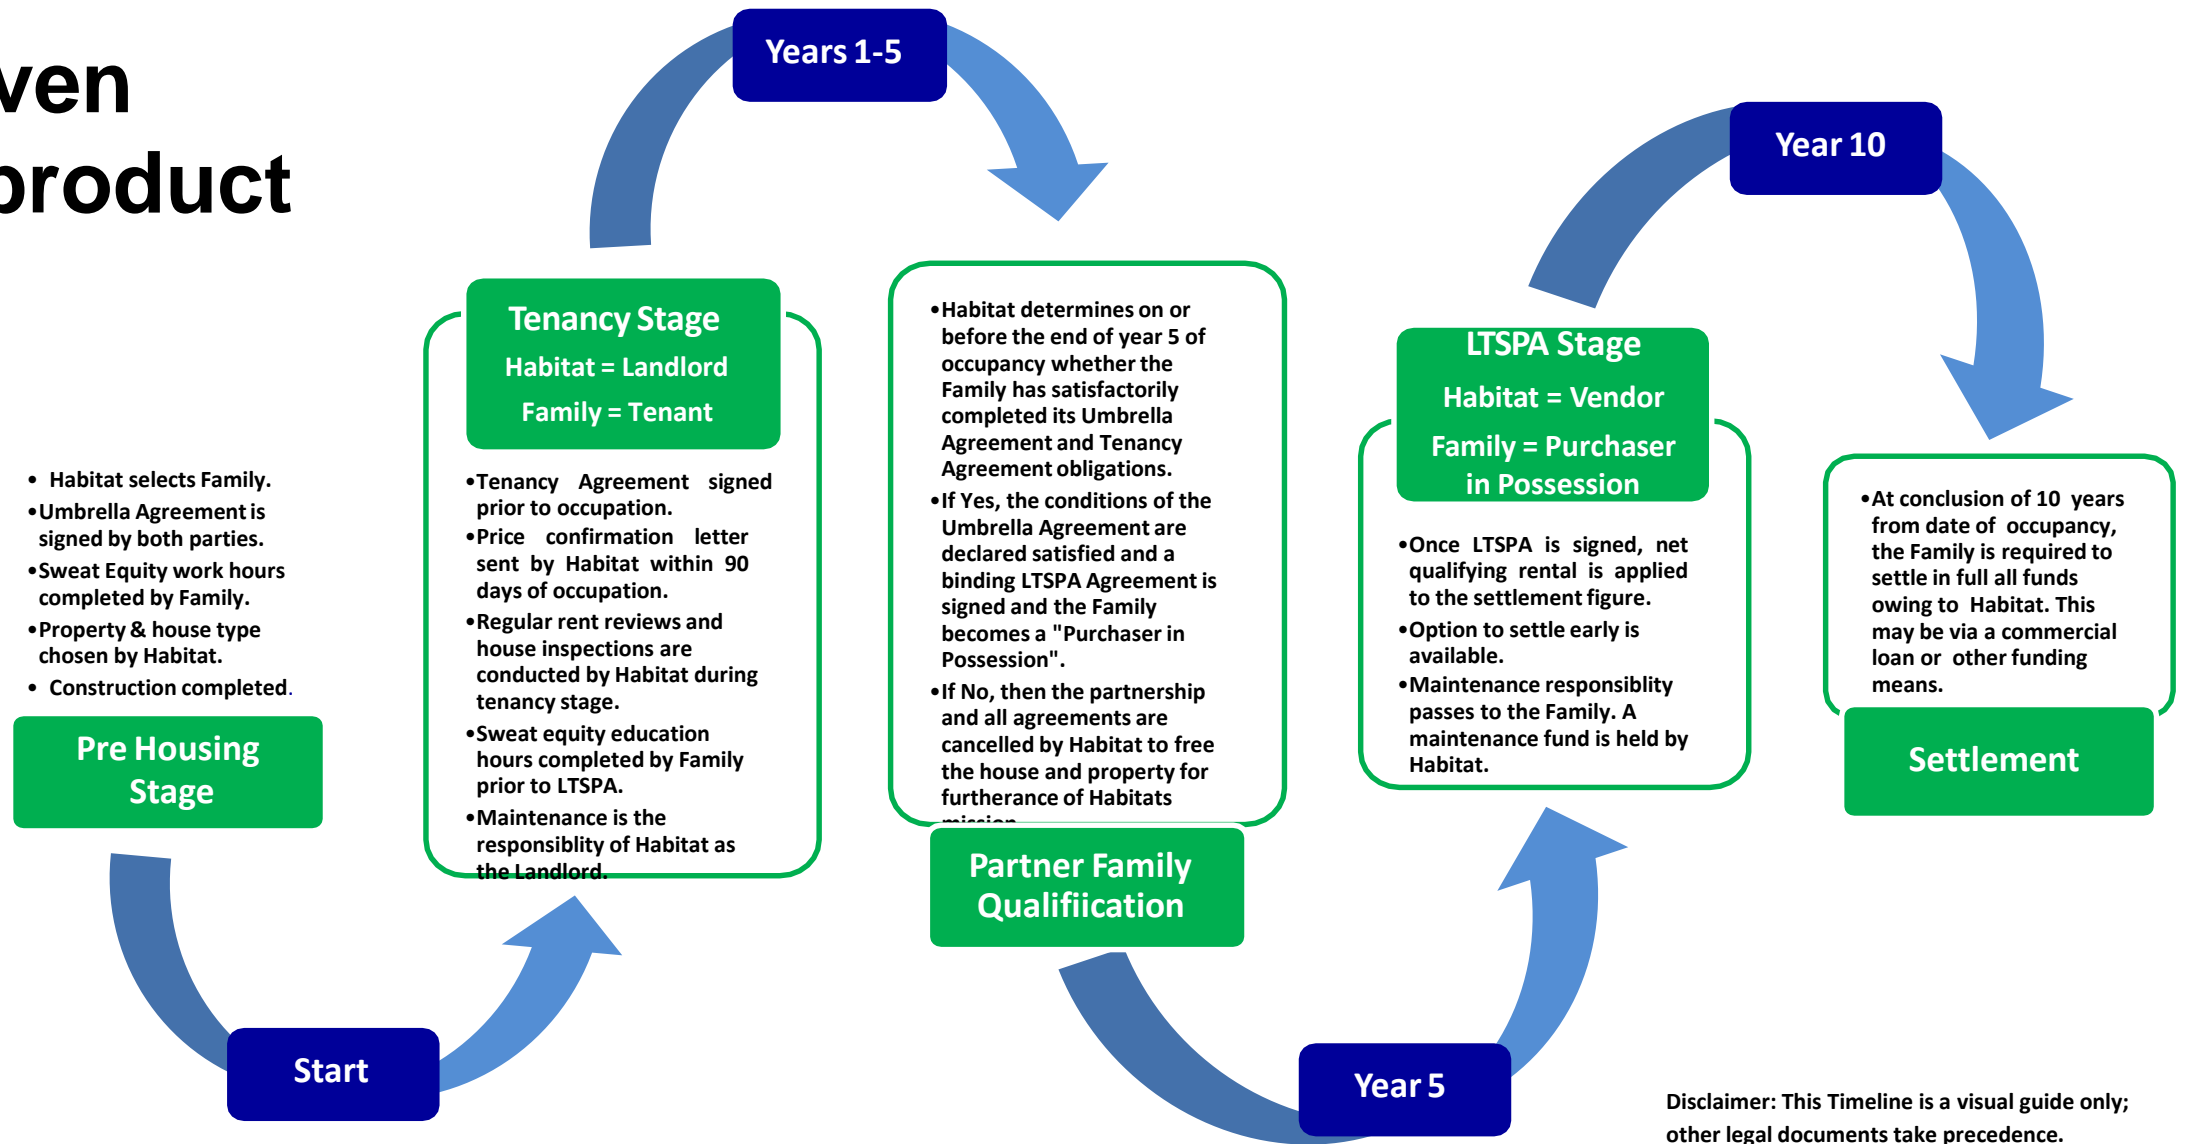 ven
product
Years 1-5
Year 10
• Habitat selects Family.
•Umbrella Agreement is
signed by both parties.
•Sweat Equity work hours
completed by Family.
•Property & house type
chosen by Habitat.
• Construction completed.
Pre Housing
Stage
Start
Tenancy Stage
Habitat = Landlord
Family = Tenant
•Tenancy Agreement signed
prior to occupation.
•Price confirmation letter
sent by Habitat within 90
days of occupation.
•Regular rent reviews and
house inspections are
conducted by Habitat during
tenancy stage.
•Sweat equity education
hours completed by Family
prior to LTSPA.
•Maintenance is the
responsiblity of Habitat as
the Landlord.
•Habitat determines on or
before the end of year 5 of
occupancy whether the
Family has satisfactorily
completed its Umbrella
Agreement and Tenancy
Agreement obligations.
•If Yes, the conditions of the
Umbrella Agreement are
declared satisfied and a
binding LTSPA Agreement is
signed and the Family
becomes a "Purchaser in
Possession".
•If No, then the partnership
and all agreements are
cancelled by Habitat to free
the house and property for
furtherance of Habitats
mission
Partner Family
Qualifiication
Year 5
LTSPA Stage
Habitat = Vendor
Family = Purchaser
in Possession
•Once LTSPA is signed, net
qualifying rental is applied
to the settlement figure.
•Option to settle early is
available.
•Maintenance responsiblity
passes to the Family. A
maintenance fund is held by
Habitat.
•At conclusion of 10 years
from date of occupancy,
the Family is required to
settle in full all funds
owing to Habitat. This
may be via a commercial
loan or other funding
means.
Settlement
Disclaimer: This Timeline is a visual guide only;
other legal documents take precedence.